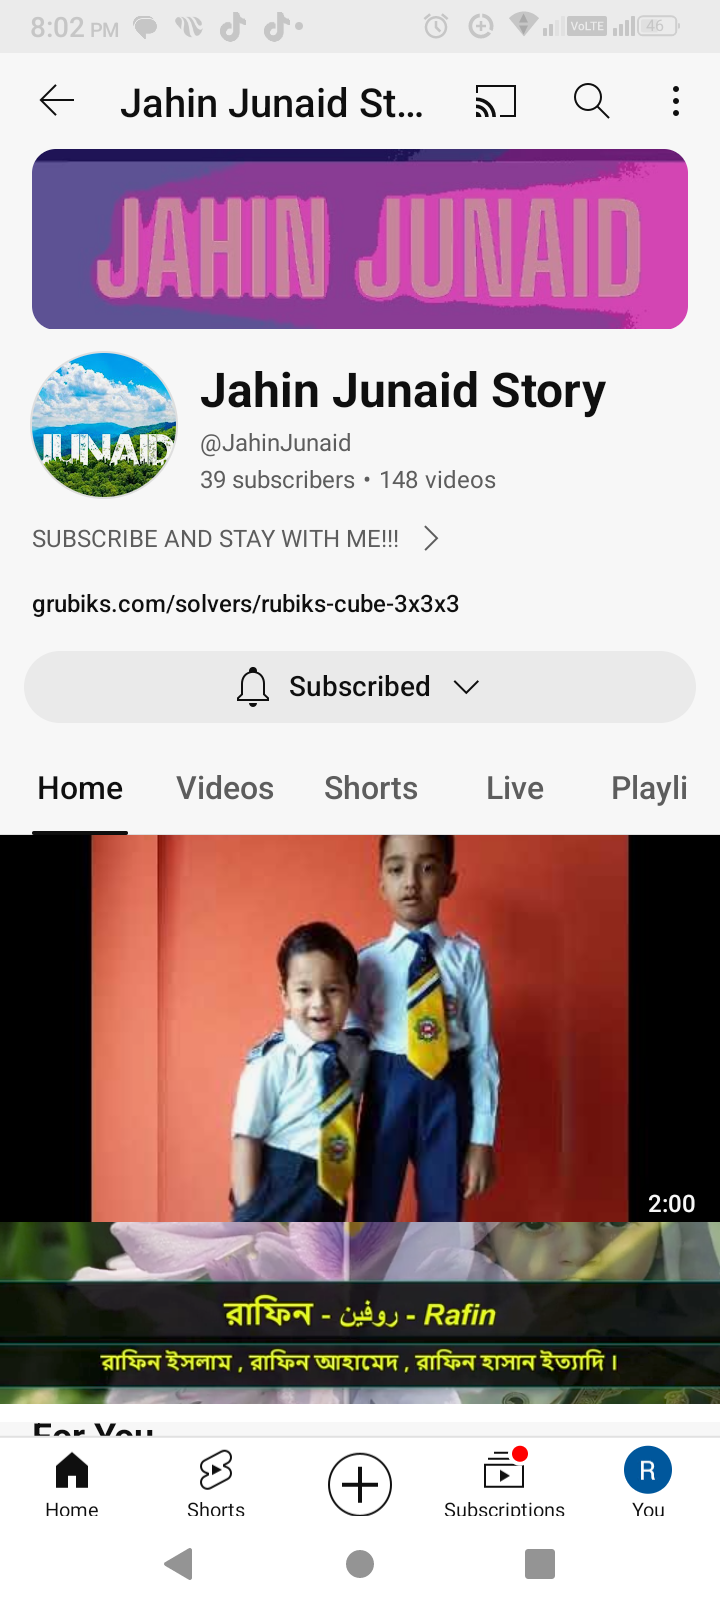 8:02 PM
VoLTE
46
Jahin Junaid St...
JAHIN JUNAID
JUNAID
Jahin Junaid Story
@JahinJunaid
39 subscribers • 148 videos
SUBSCRIBE AND STAY WITH ME!!!
grubiks.com/solvers/rubiks-cube-3x3x3
Subscribed
Home Videos Shorts Live Playli
2:00
রাফিন - روفين - Rafin
রাফিন ইসলাম , রাফিন আহামেদ , রাফিন হাসান ইত্যাদি ।
For You
Home Shorts Subscriptions R You